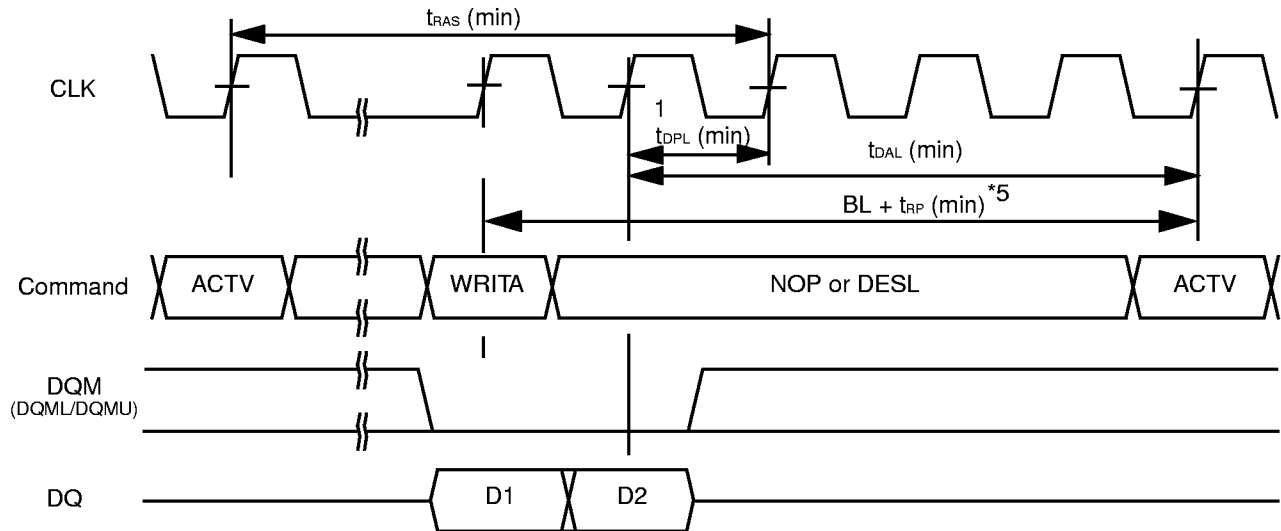 tRAS (min)
CLK
1
tDPL (min)
tDAL (min)
BL + tRP (min)*5
Command
ACTV
WRITA
NOP or DESL
ACTV
DQM
(DQML/DQMU)
DQ
D1
D2